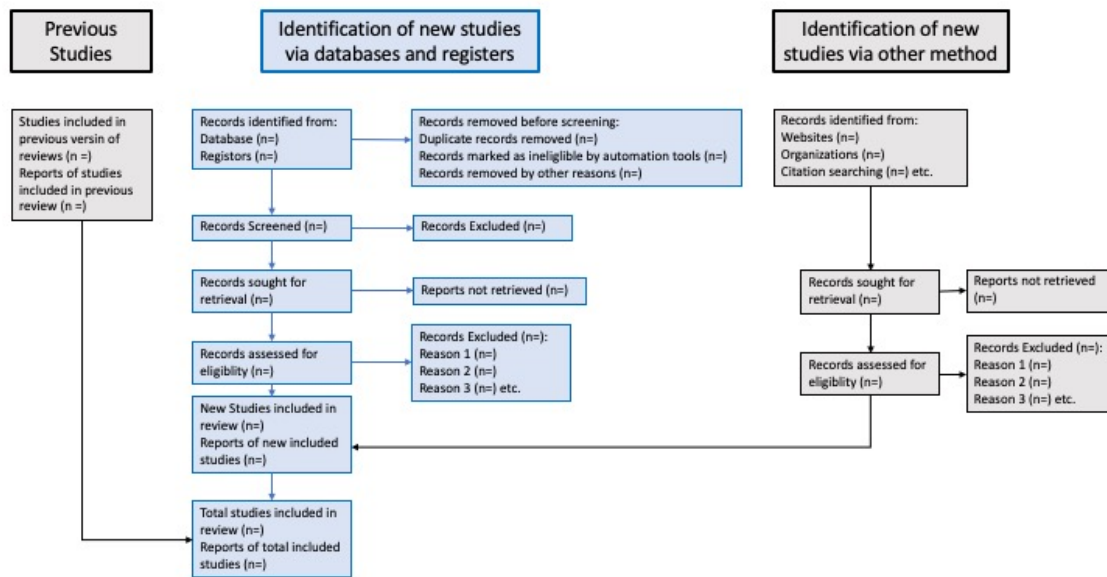 Previous
Studies
Identification of new studies
via databases and registers
Identification of new
studies via other method
Studies included in
previous versin of
reviews (n =)
Reports of studies
included in previous
review (n =)
Records identified from:
Database (n=)
Registors (n=)
Records removed before screening:
Duplicate records removed (n=)
Records marked as ineligible by automation tools (n=)
Records removed by other reasons (n=)
Records identified from:
Websites (n=)
Organizations (n=)
Citation searching (n=) etc.
Records Screened (n=)
Records Excluded (n=)
Records sought for
retrieval (n=)
Reports not retrieved (n=)
Records sought for
retrieval (n=)
Reports not retrieved
(n=)
Records assessed for
egliblity (n=)
Records Excluded (n=):
Reason 1 (n=)
Reason 2 (n=)
Reason 3 (n=) etc.
Records assessed for
egliblity (n=)
Records Excluded (n=):
Reason 1 (n=)
Reason 2 (n=)
Reason 3 (n=) etc.
New Studies included in
review (n=)
Reports of new included
studies (n=)
Total studies included in
review (n=)
Reports of total included
studies (n=)